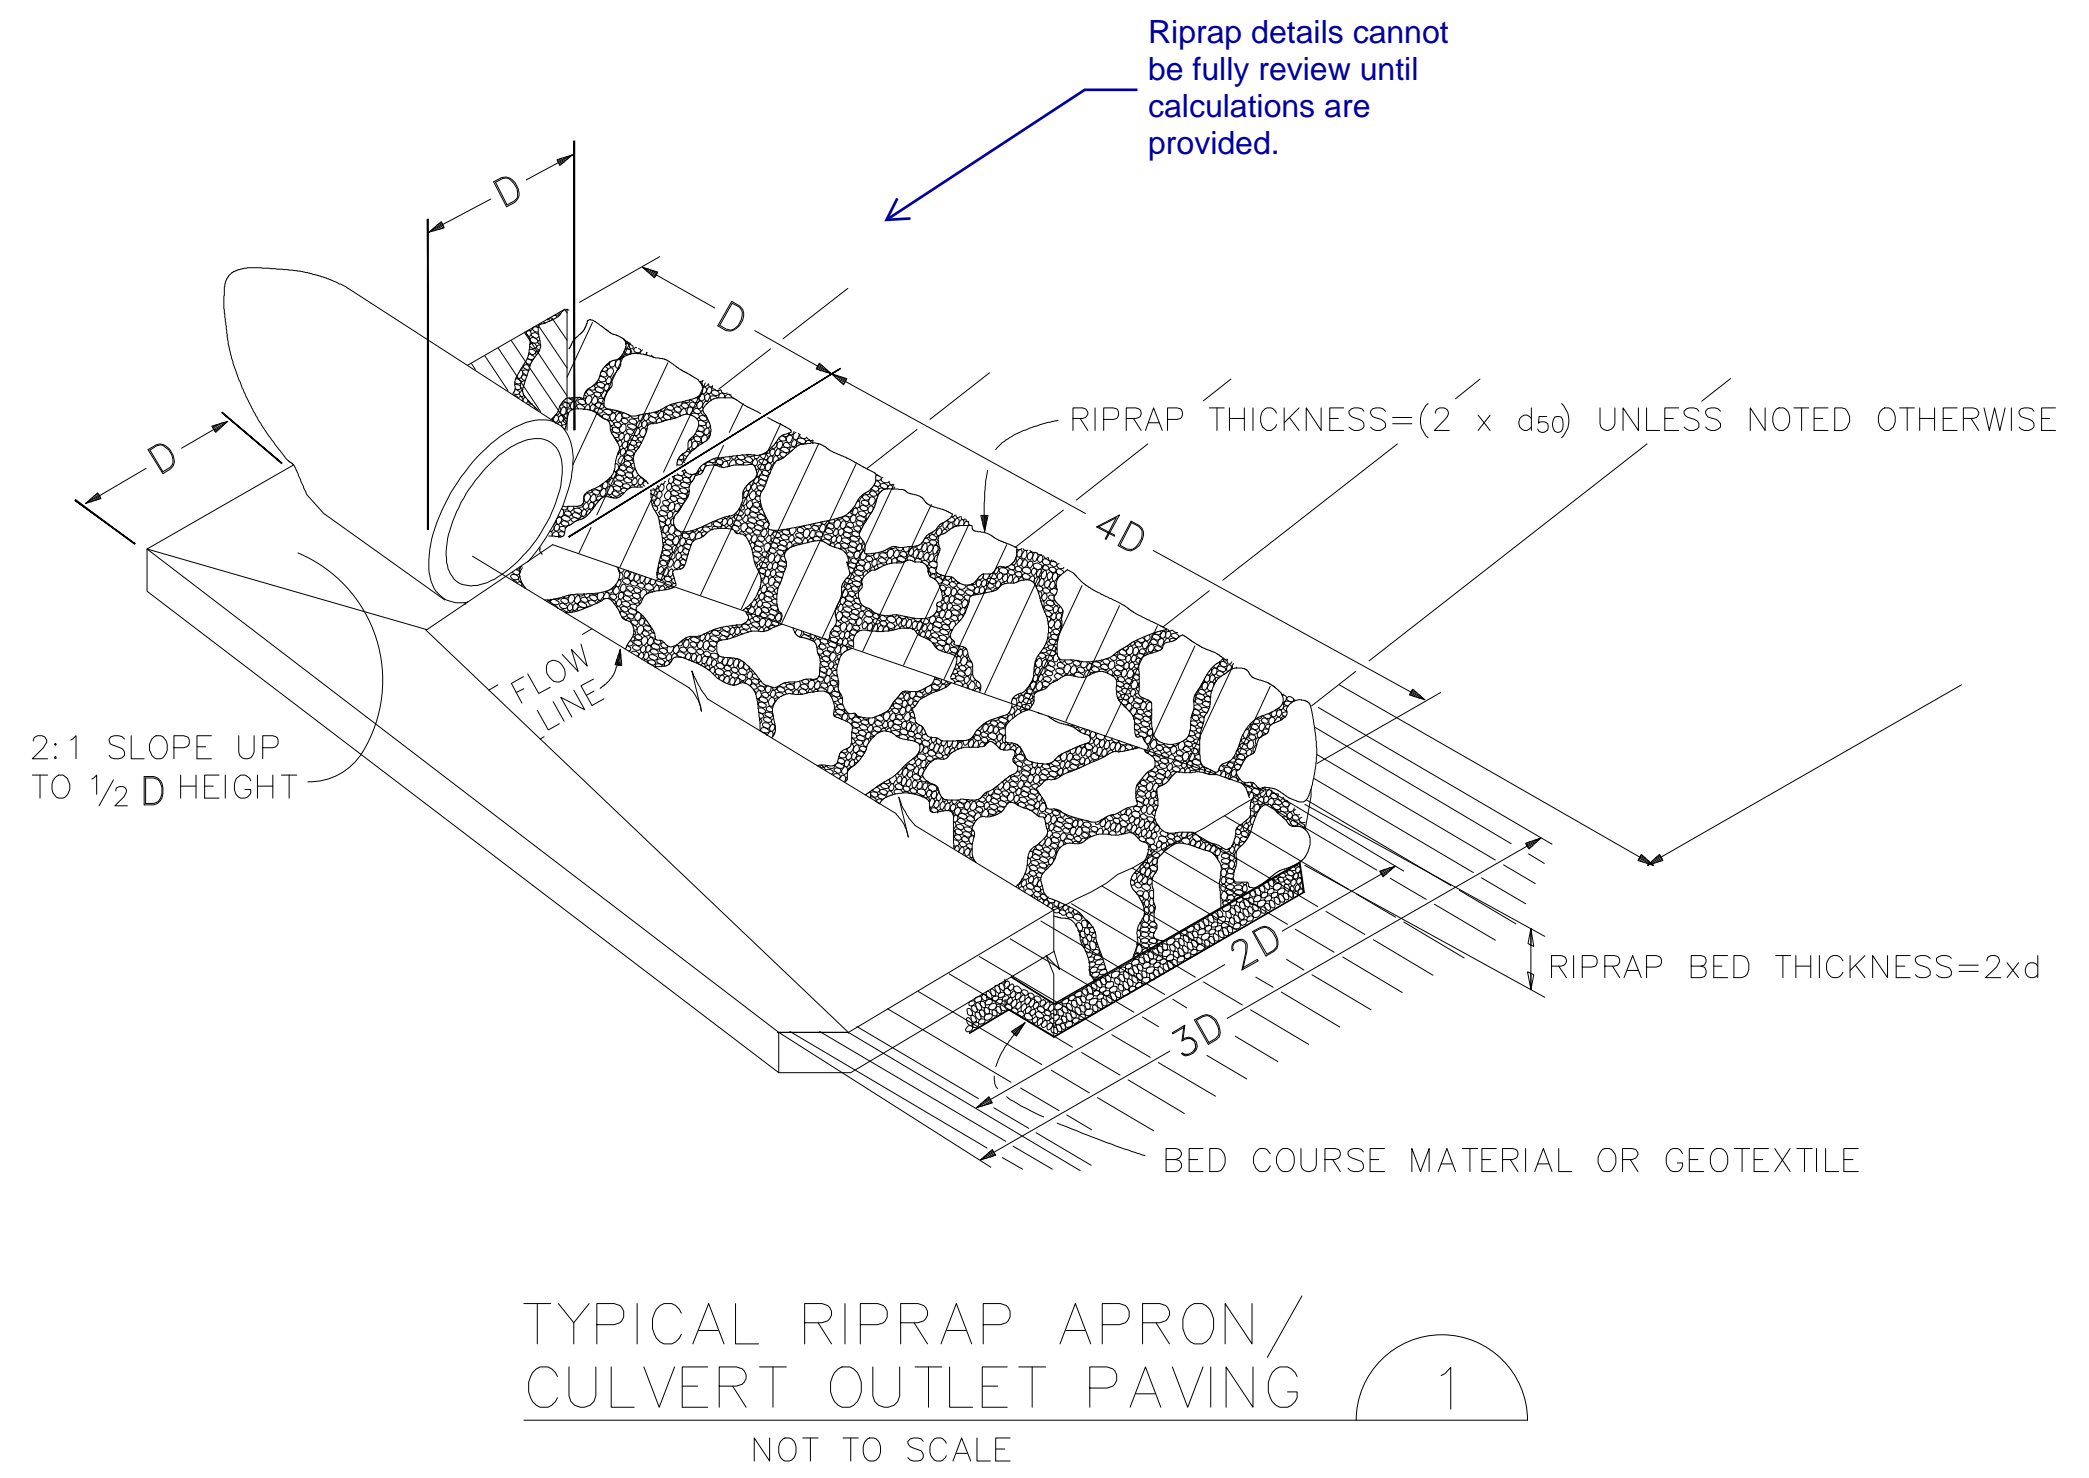 Riprap details cannot
be fully review until
calculations are
provided.
D
D
D
RIPRAP THICKNESS=(2 x d50) UNLESS NOTED OTHERWISE
4D
FLOW
LINE
2:1 SLOPE UP
TO 1/2 D HEIGHT
2D
RIPRAP BED THICKNESS=2xd
3D
BED COURSE MATERIAL OR GEOTEXTILE
TYPICAL RIPRAP APRON/
CULVERT OUTLET PAVING
1
NOT TO SCALE